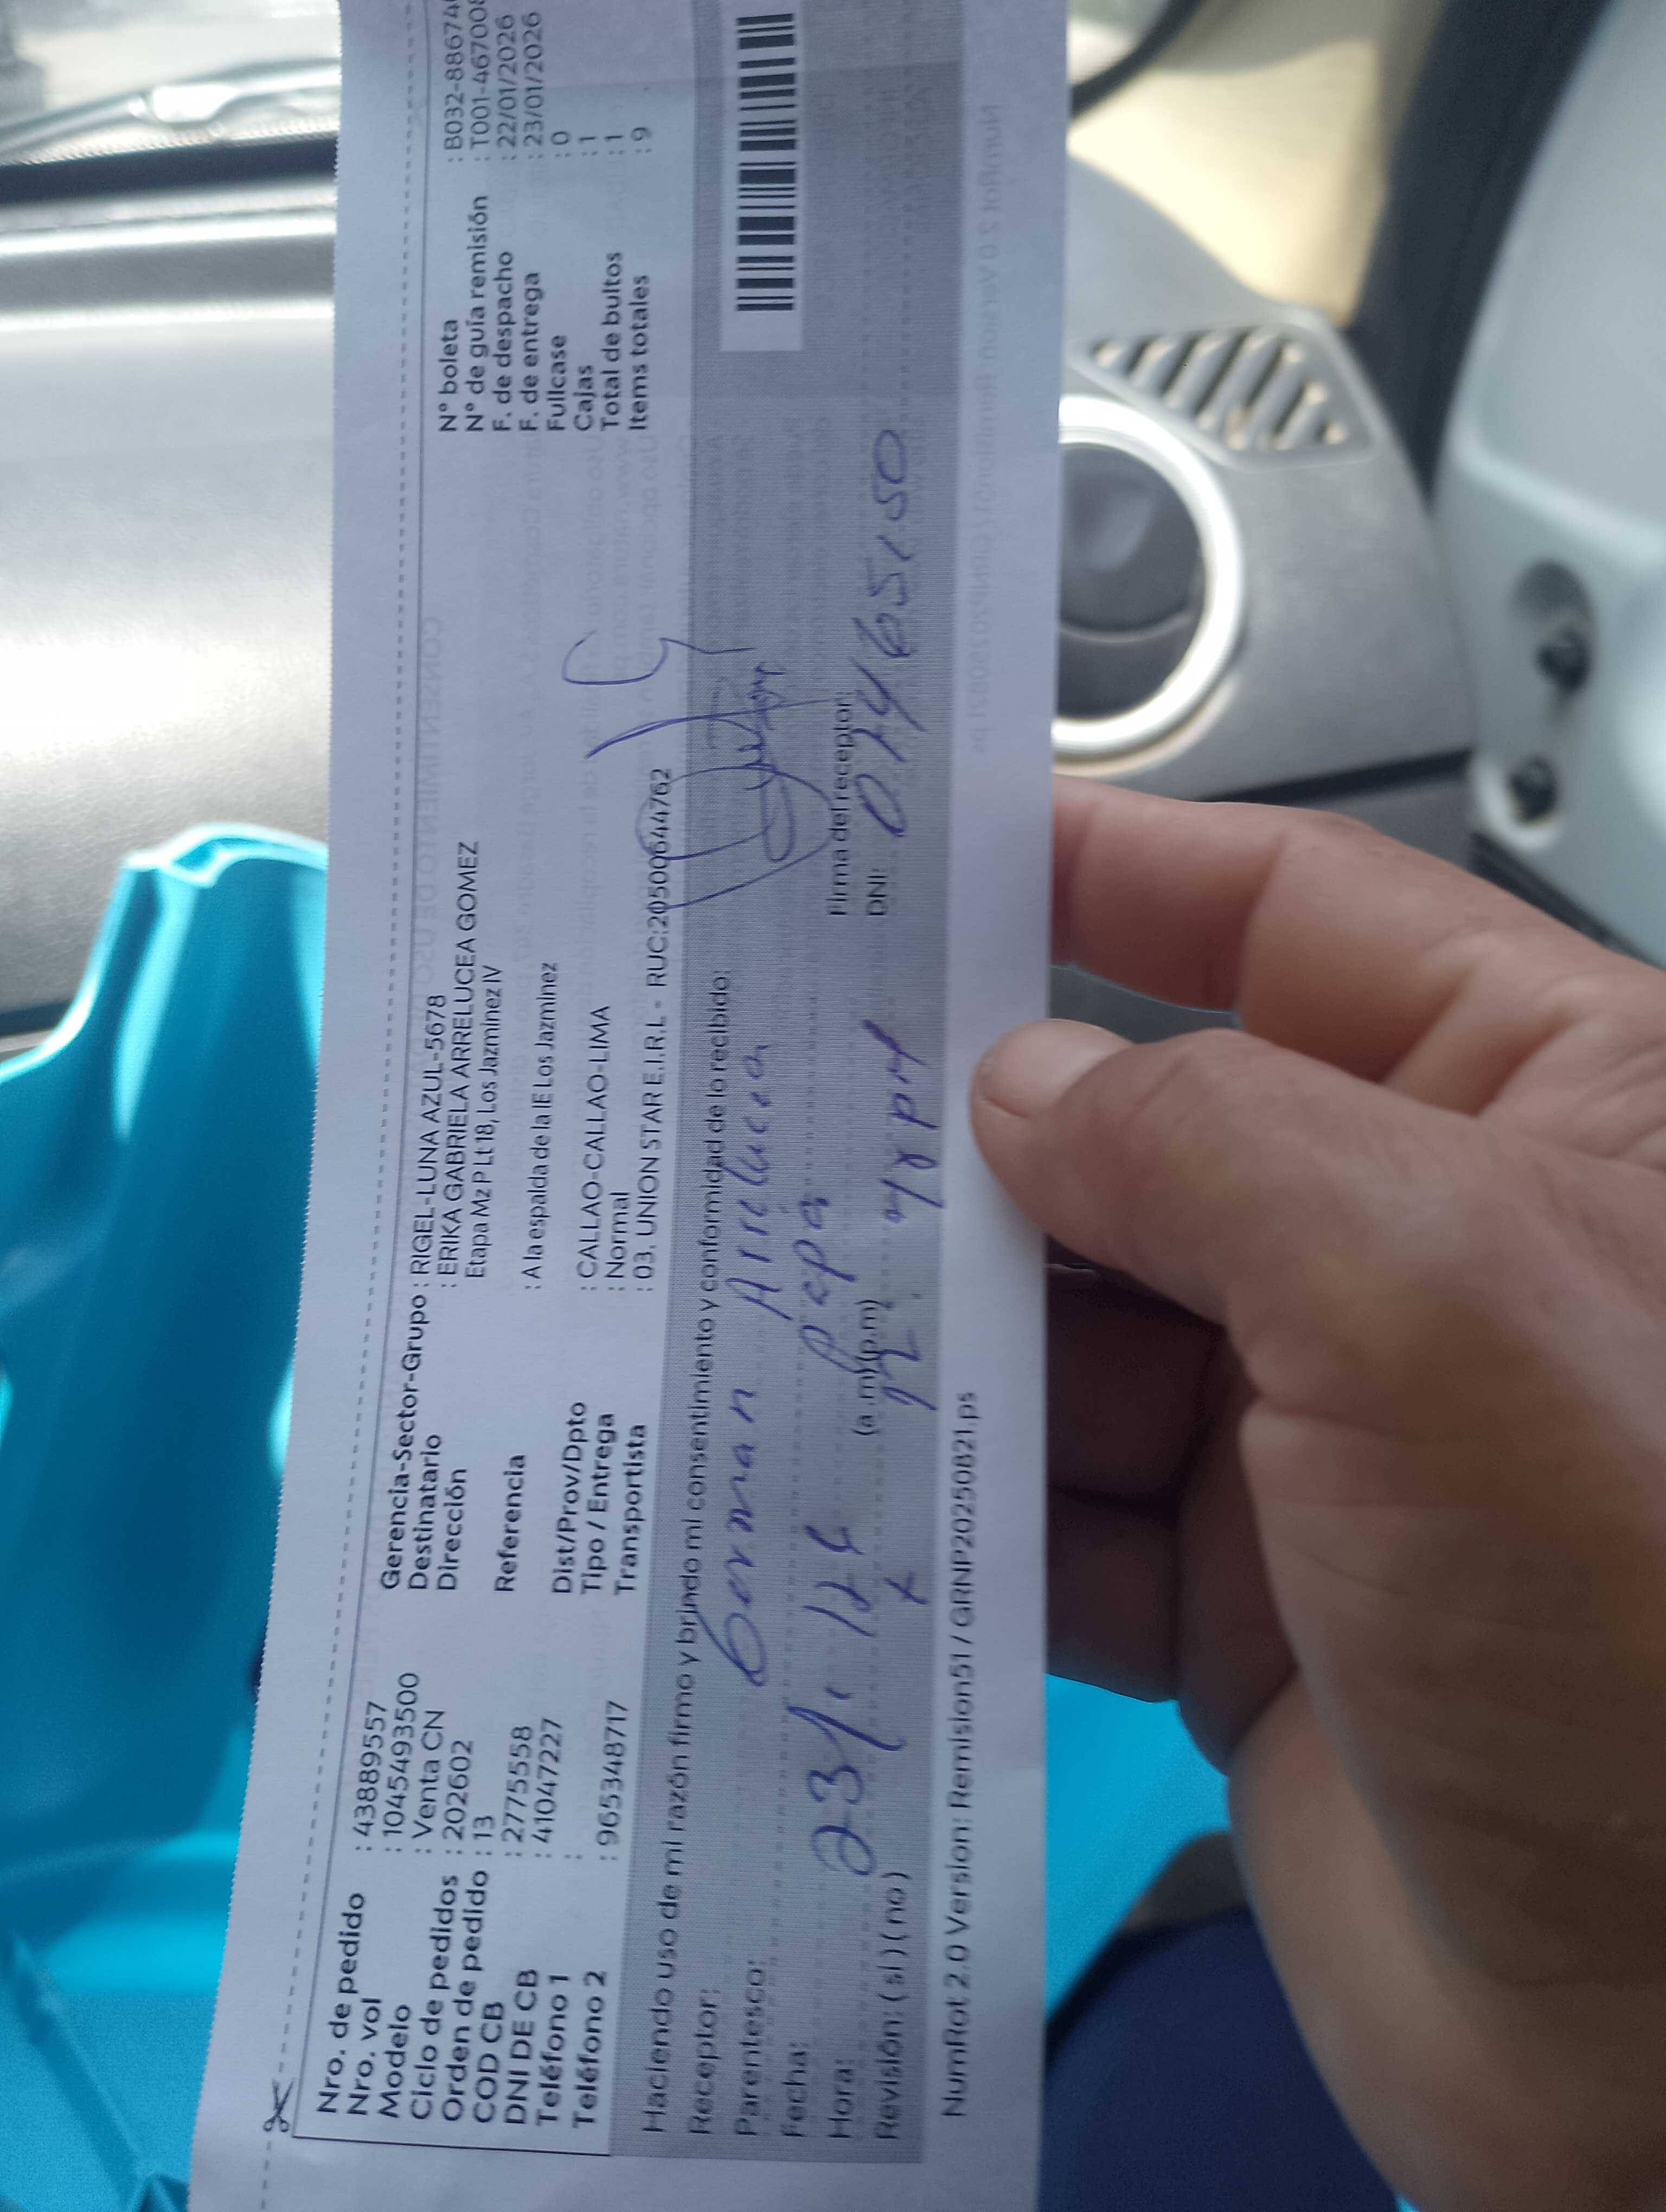 Nro. de pedido : 43889557
Nro. vol : 1045493500
Modelo : Venta CN
Ciclo de pedidos : 202602
Orden de pedido : 13
COD CB : 2775558
DNI DE CB : 41047227
Teléfono 1 :
Teléfono 2 : 965348717
Gerencia-Sector-Grupo : RIGEL-LUNA AZUL-5678
Destinatario : ERIKA GABRIELA ARRELUCEA GOMEZ
Dirección Etapa Mz P Lt 18, Los Jazminez IV
Referencia : A la espalda de la IE Los Jazminez
Dist/Prov/Dpto : CALLAO-CALLAO-LIMA
Tipo / Entrega : Normal
Transportista : 03. UNION STAR E.I.R.L - RUC:20500644762
N° boleta : B032-88674
N° de guía remisión : T001-46700
F. de despacho : 22/01/2026
F. de entrega : 23/01/2026
Fullcase : 0
Cajas : 1
Total de bultos : 1
Items totales : 9
Haciendo uso de mi razón firmo y brindo mi consentimiento y conformidad de lo recibido:
Receptor: German
Parentesco: Papá
Fecha:
Hora: (a.m)(p.m)
Revisión: ( si ) ( no )
Firma del receptor:
DNI: 07465150
NumRot 2.0 Version: Remision51 / GRNP20250821.ps